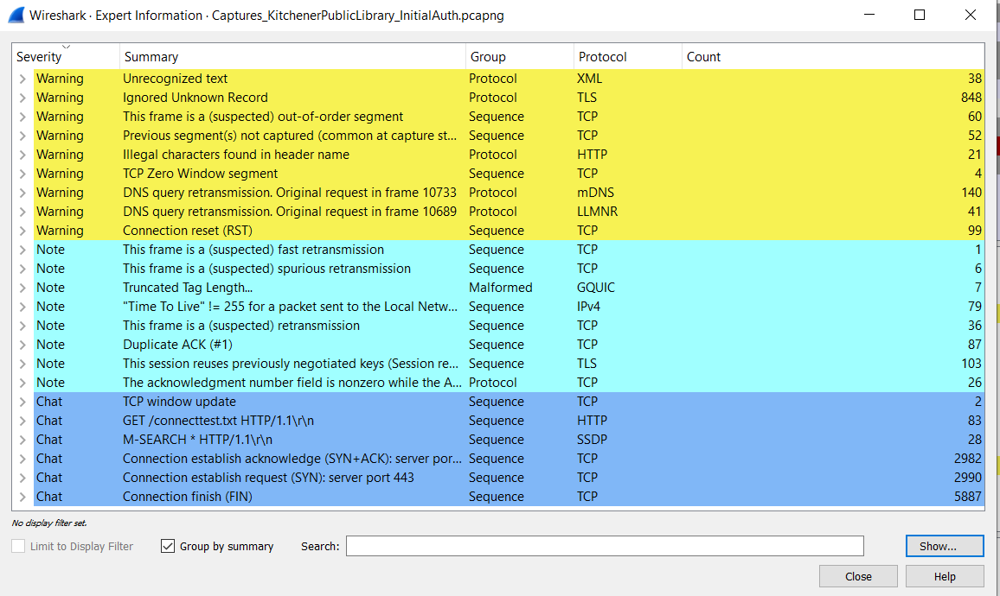 Wireshark · Expert Information · Captures_KitchenerPublicLibrary_InitialAuth.pcapng
Severity Summary Group Protocol Count
Warning Unrecognized text Protocol XML 38
Warning Ignored Unknown Record Protocol TLS 848
Warning This frame is a (suspected) out-of-order segment Sequence TCP 60
Warning Previous segment(s) not captured (common at capture st... Sequence TCP 52
Warning Illegal characters found in header name Protocol HTTP 21
Warning TCP Zero Window segment Sequence TCP 4
Warning DNS query retransmission. Original request in frame 10733 Protocol mDNS 140
Warning DNS query retransmission. Original request in frame 10689 Protocol LLMNR 41
Warning Connection reset (RST) Sequence TCP 99
Note This frame is a (suspected) fast retransmission Sequence TCP 1
Note This frame is a (suspected) spurious retransmission Sequence TCP 6
Note Truncated Tag Length... Malformed GQUIC 7
Note "Time To Live" != 255 for a packet sent to the Local Netw... Sequence IPv4 79
Note This frame is a (suspected) retransmission Sequence TCP 36
Note Duplicate ACK (#1) Sequence TCP 87
Note This session reuses previously negotiated keys (Session re... Sequence TLS 103
Note The acknowledgment number field is nonzero while the A... Protocol TCP 26
Chat TCP window update Sequence TCP 2
Chat GET /connecttest.txt HTTP/1.1\r\n Sequence HTTP 83
Chat M-SEARCH * HTTP/1.1\r\n Sequence SSDP 28
Chat Connection establish acknowledge (SYN+ACK): server por... Sequence TCP 2982
Chat Connection establish request (SYN): server port 443 Sequence TCP 2990
Chat Connection finish (FIN) Sequence TCP 5887
No display filter set.
Limit to Display Filter Group by summary Search: Show...
Close Help